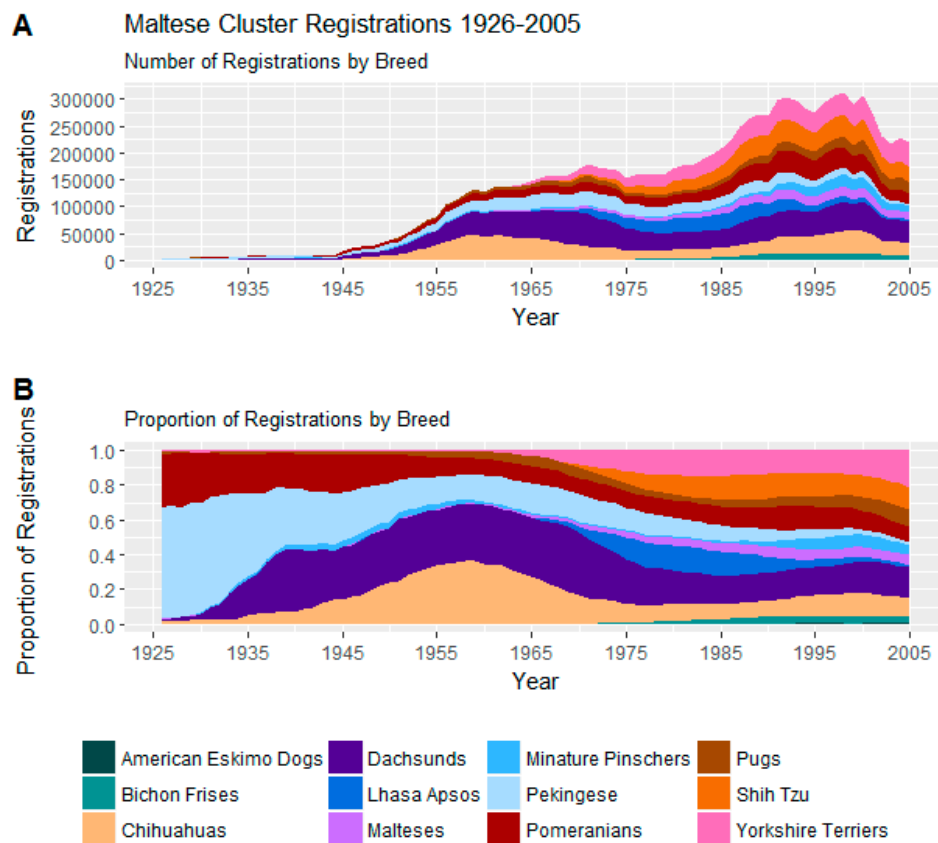 A
Maltese Cluster Registrations 1926-2005
Number of Registrations by Breed
Registrations
300000
250000
200000
150000
100000
50000
0
1925 1935 1945 1955 1965 1975 1985 1995 2005
Year
B
Proportion of Registrations by Breed
Proportion of Registrations
1.0
0.8
0.6
0.4
0.2
0.0
1925 1935 1945 1955 1965 1975 1985 1995 2005
Year
American Eskimo Dogs Dachsunds Minature Pinschers Pugs
Bichon Frises Lhasa Apsos Pekingese Shih Tzu
Chihuahuas Malteses Pomeranians Yorkshire Terriers